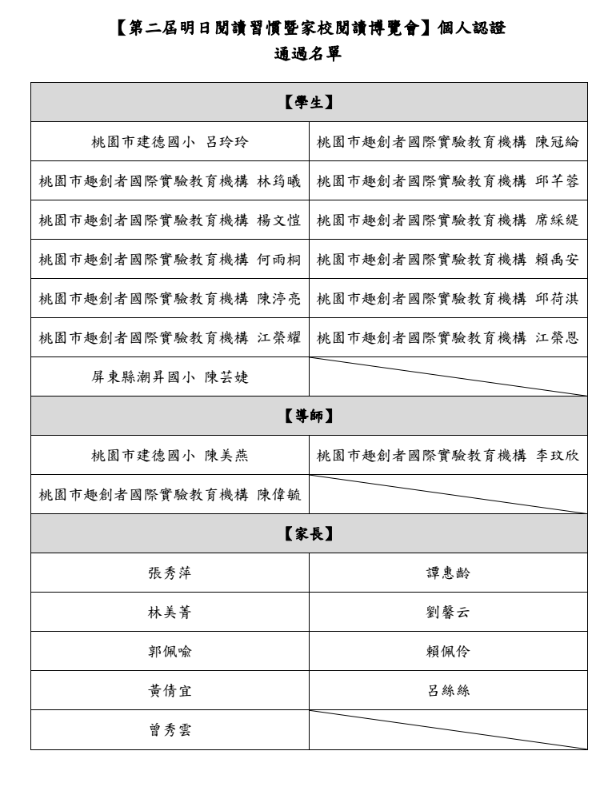 【第二屆明日閱讀習慣暨家校閱讀博覽會】個人認證
通過名單
【學生】
桃園市建德國小 呂玲玲
桃園市趣創者國際實驗教育機構 陳冠綸
桃園市趣創者國際實驗教育機構 林筠曦
桃園市趣創者國際實驗教育機構 邱芊蓉
桃園市趣創者國際實驗教育機構 楊文愷
桃園市趣創者國際實驗教育機構 席綵緹
桃園市趣創者國際實驗教育機構 何雨桐
桃園市趣創者國際實驗教育機構 賴禹安
桃園市趣創者國際實驗教育機構 陳渟亮
桃園市趣創者國際實驗教育機構 邱荷淇
桃園市趣創者國際實驗教育機構 江榮耀
桃園市趣創者國際實驗教育機構 江榮恩
屏東縣潮昇國小 陳芸婕
【導師】
桃園市建德國小 陳美燕
桃園市趣創者國際實驗教育機構 李玟欣
桃園市趣創者國際實驗教育機構 陳偉毓
【家長】
張秀萍
譚惠齡
林美菁
劉馨云
郭佩喻
賴佩伶
黃倩宜
呂絲絲
曾秀雲